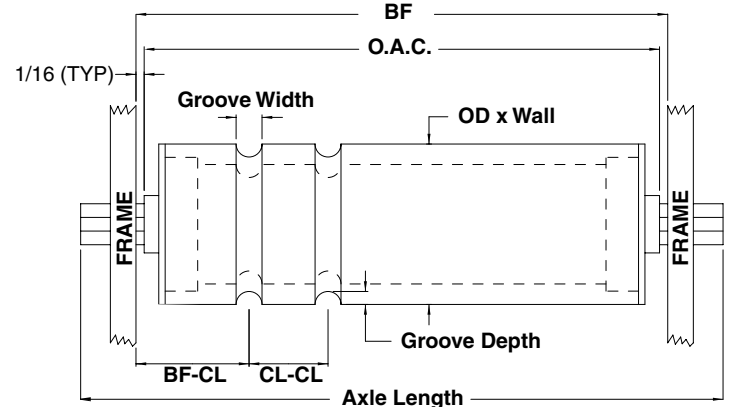 BF
O.A.C.
1/16 (TYP)
Groove Width
OD x Wall
FRAME
FRAME
Groove Depth
BF-CL
CL-CL
Axle Length